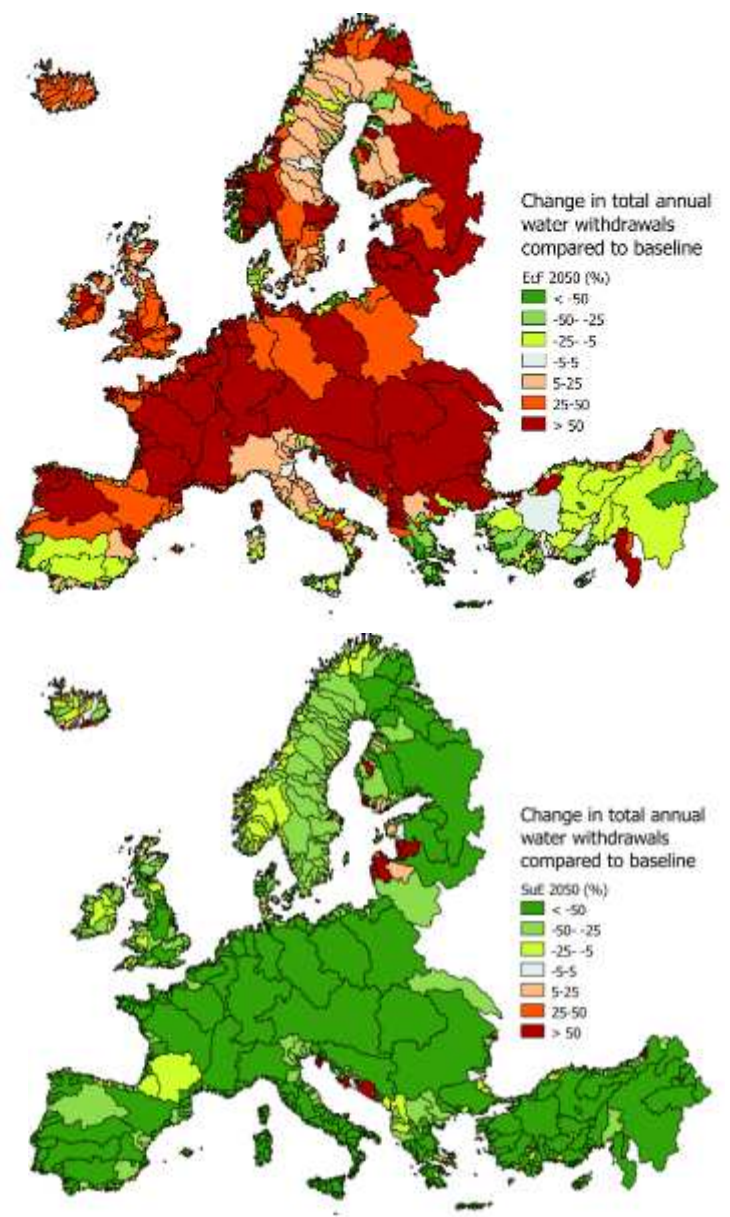 Change in total annual
water withdrawals
compared to baseline
EcF 2050 (%)
< -50
-50- -25
-25- -5
-5-5
5-25
25-50
> 50
Change in total annual
water withdrawals
compared to baseline
SuE 2050 (%)
< -50
-50- -25
-25- -5
-5-5
5-25
25-50
> 50